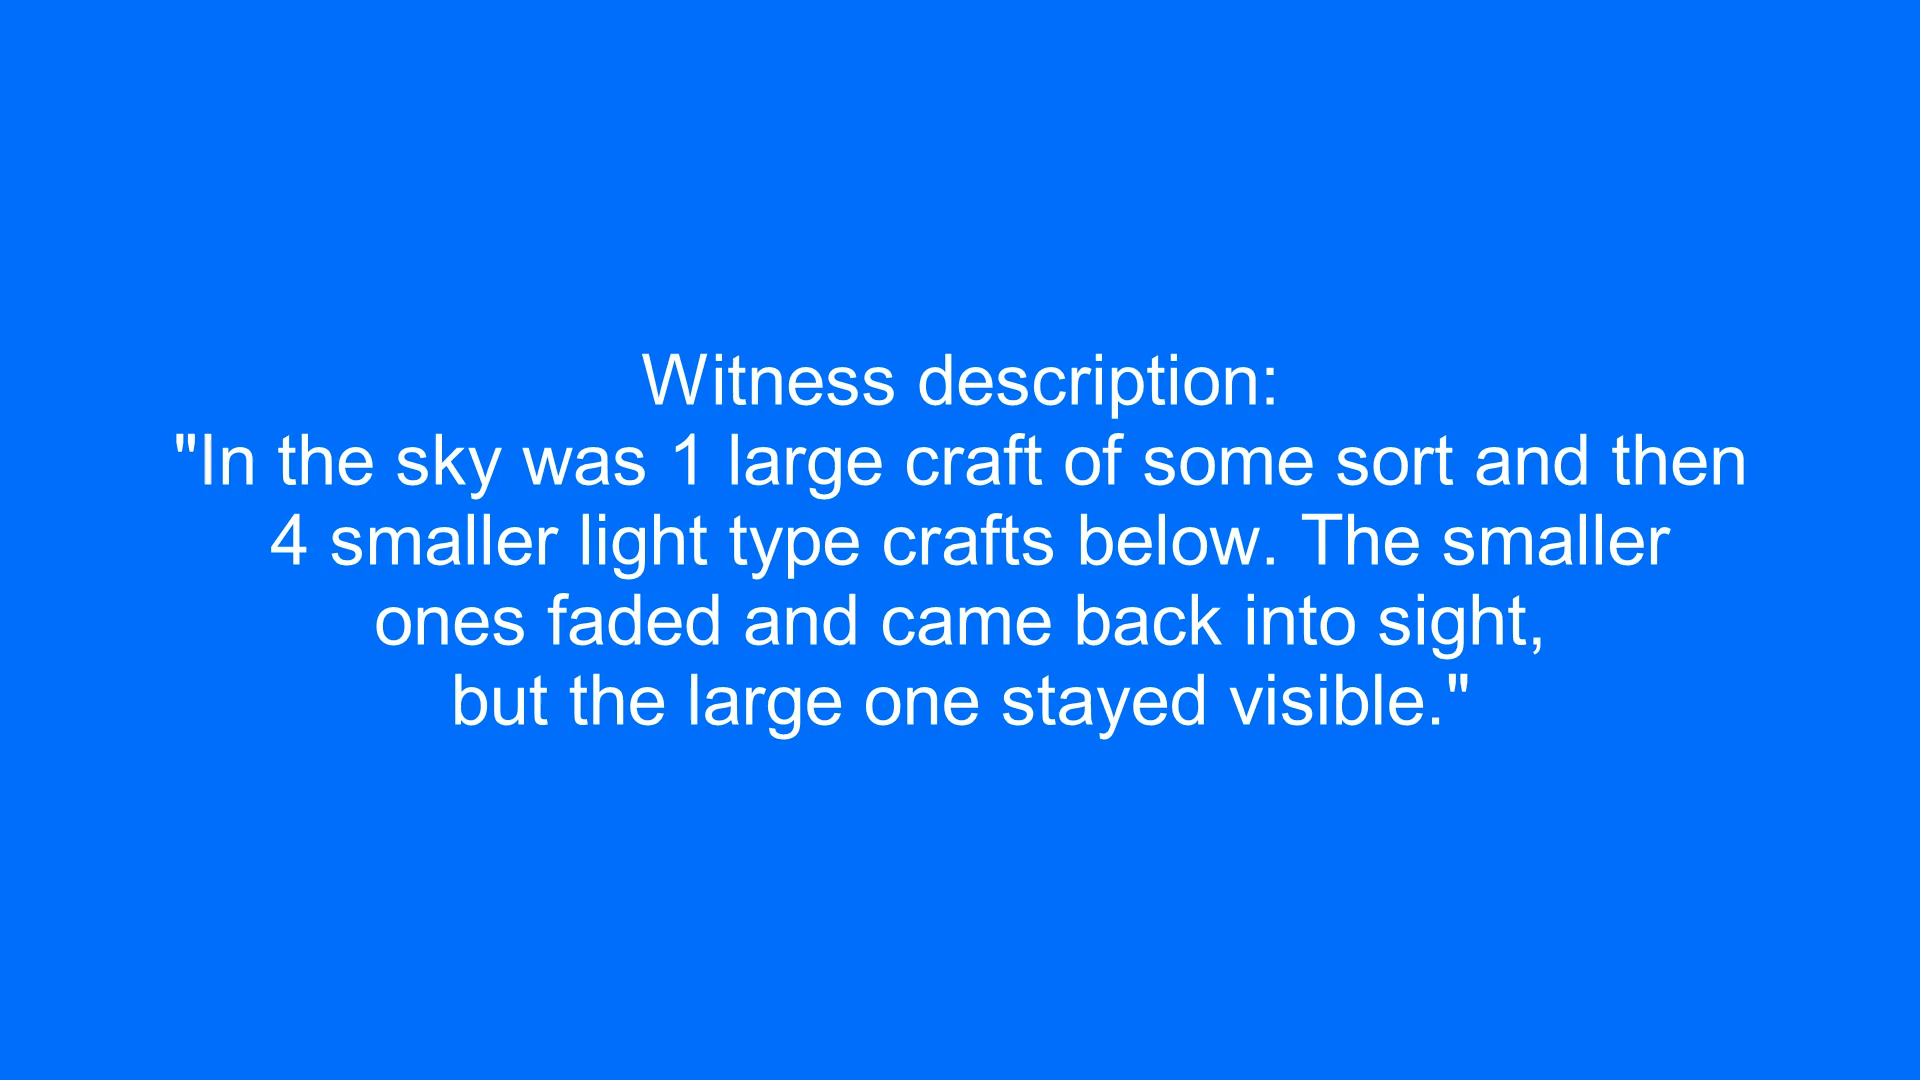 Witness description:
"In the sky was 1 large craft of some sort and then
4 smaller light type crafts below. The smaller
ones faded and came back into sight,
but the large one stayed visible."